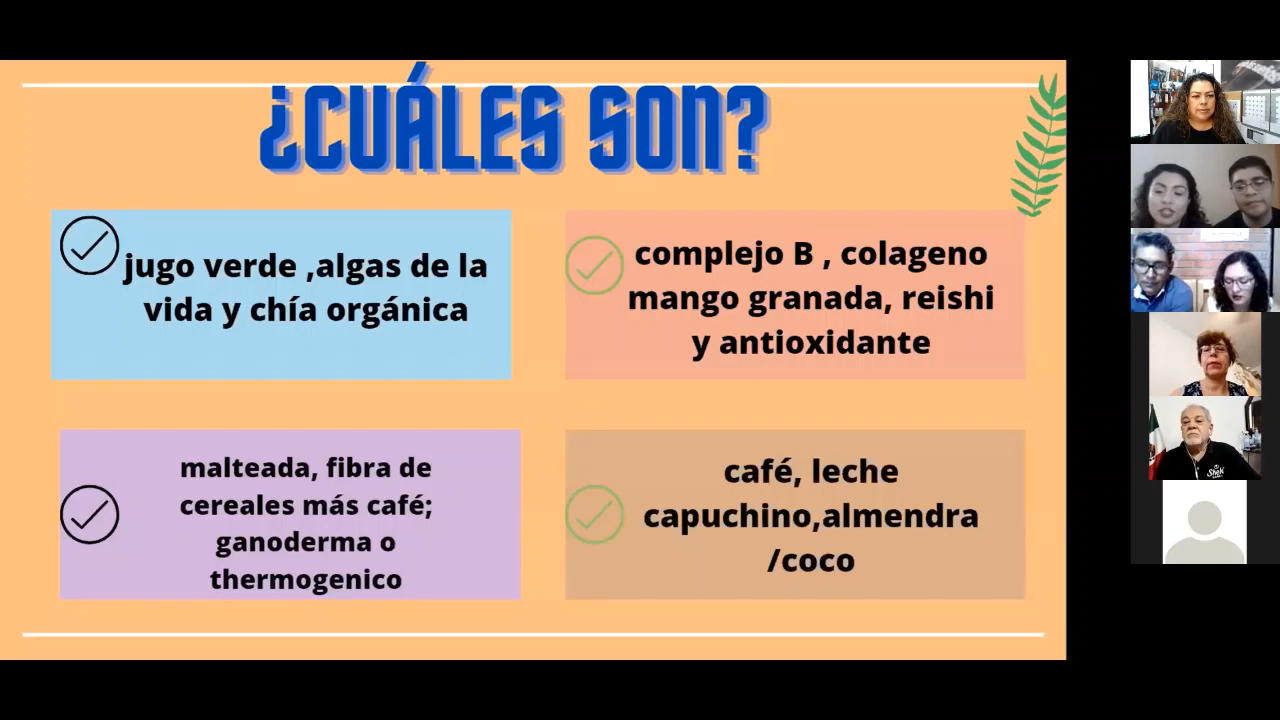 ¿CUÁLES SON?
jugo verde ,algas de la
vida y chía orgánica
complejo B , colageno
mango granada, reishi
y antioxidante
malteada, fibra de
cereales más café;
ganoderma o
thermogenico
café, leche
capuchino,almendra
/coco